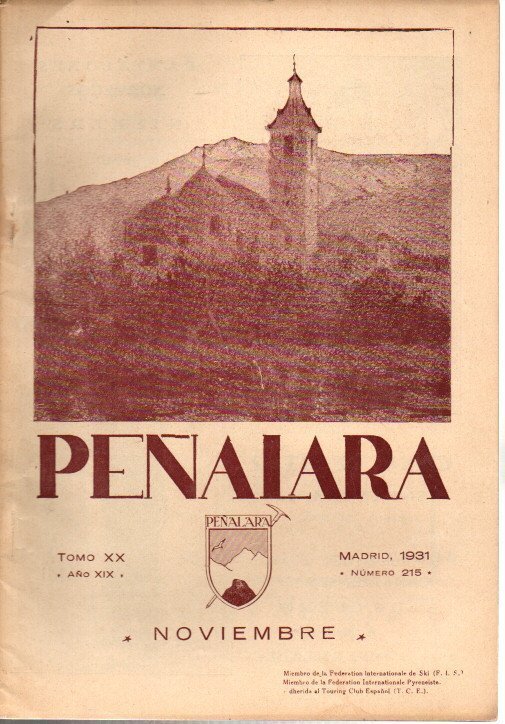 PEÑALARA
PEÑALARA
TOMO XX
• AÑO XIX •
MADRID, 1931
• NÚMERO 215 •
★ NOVIEMBRE ★
Miembro de la Federation Internationale de Ski (F. I. S.)
Miembro de la Federation Internationale Pyreneiste.
dherida al Touring Club Español (T. C. E.).